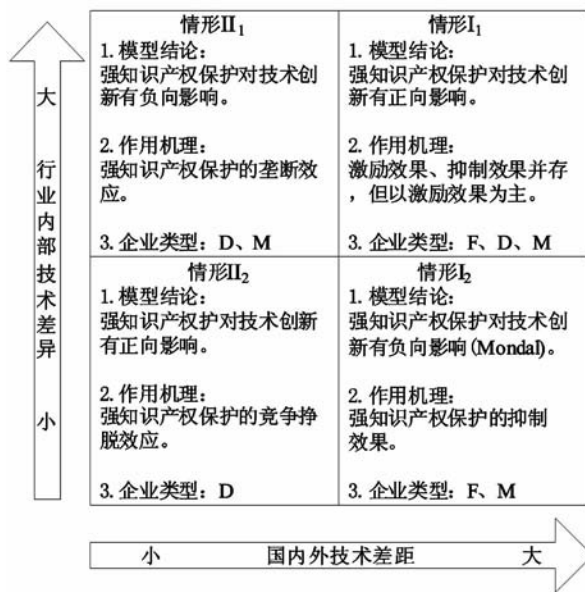 情形II₁
1. 模型结论：
强知识产权保护对技术创
新有负向影响。
2. 作用机理：
强知识产权保护的垄断效
应。
3. 企业类型：D、M
情形I₁
1. 模型结论：
强知识产权保护对技术创
新有正向影响。
2. 作用机理：
激励效果、抑制效果并存
，但以激励效果为主。
3. 企业类型：F、D、M
情形II₂
1. 模型结论：
强知识产权护对技术创新
有正向影响。
2. 作用机理：
强知识产权保护的竞争挣
脱效应。
3. 企业类型：D
情形I₂
1. 模型结论：
强知识产权保护对技术创
新有负向影响(Mondal)。
2. 作用机理：
强知识产权保护的抑制
效果。
3. 企业类型：F、M
大
行业内部技术差异
小
小 国内外技术差距 大